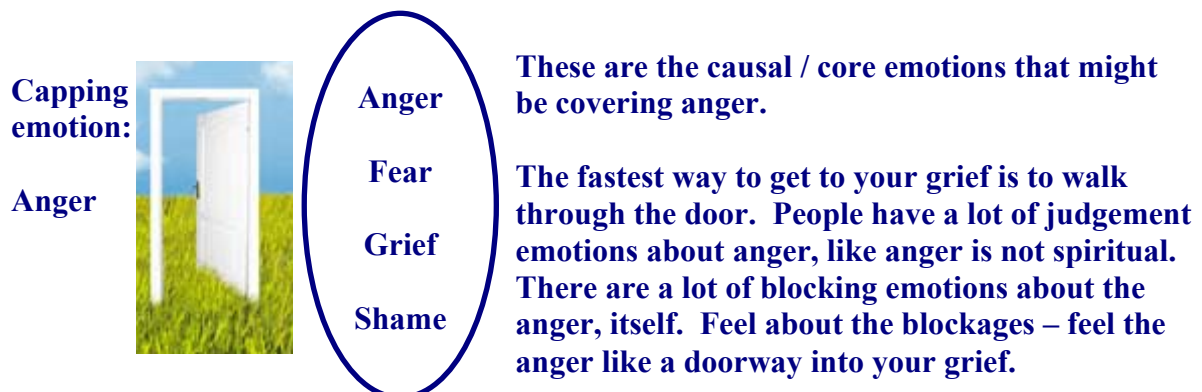 Capping
emotion:
Anger
Anger
Fear
Grief
Shame
These are the causal / core emotions that might
be covering anger.
The fastest way to get to your grief is to walk
through the door.  People have a lot of judgement
emotions about anger, like anger is not spiritual.
There are a lot of blocking emotions about the
anger, itself.  Feel about the blockages – feel the
anger like a doorway into your grief.